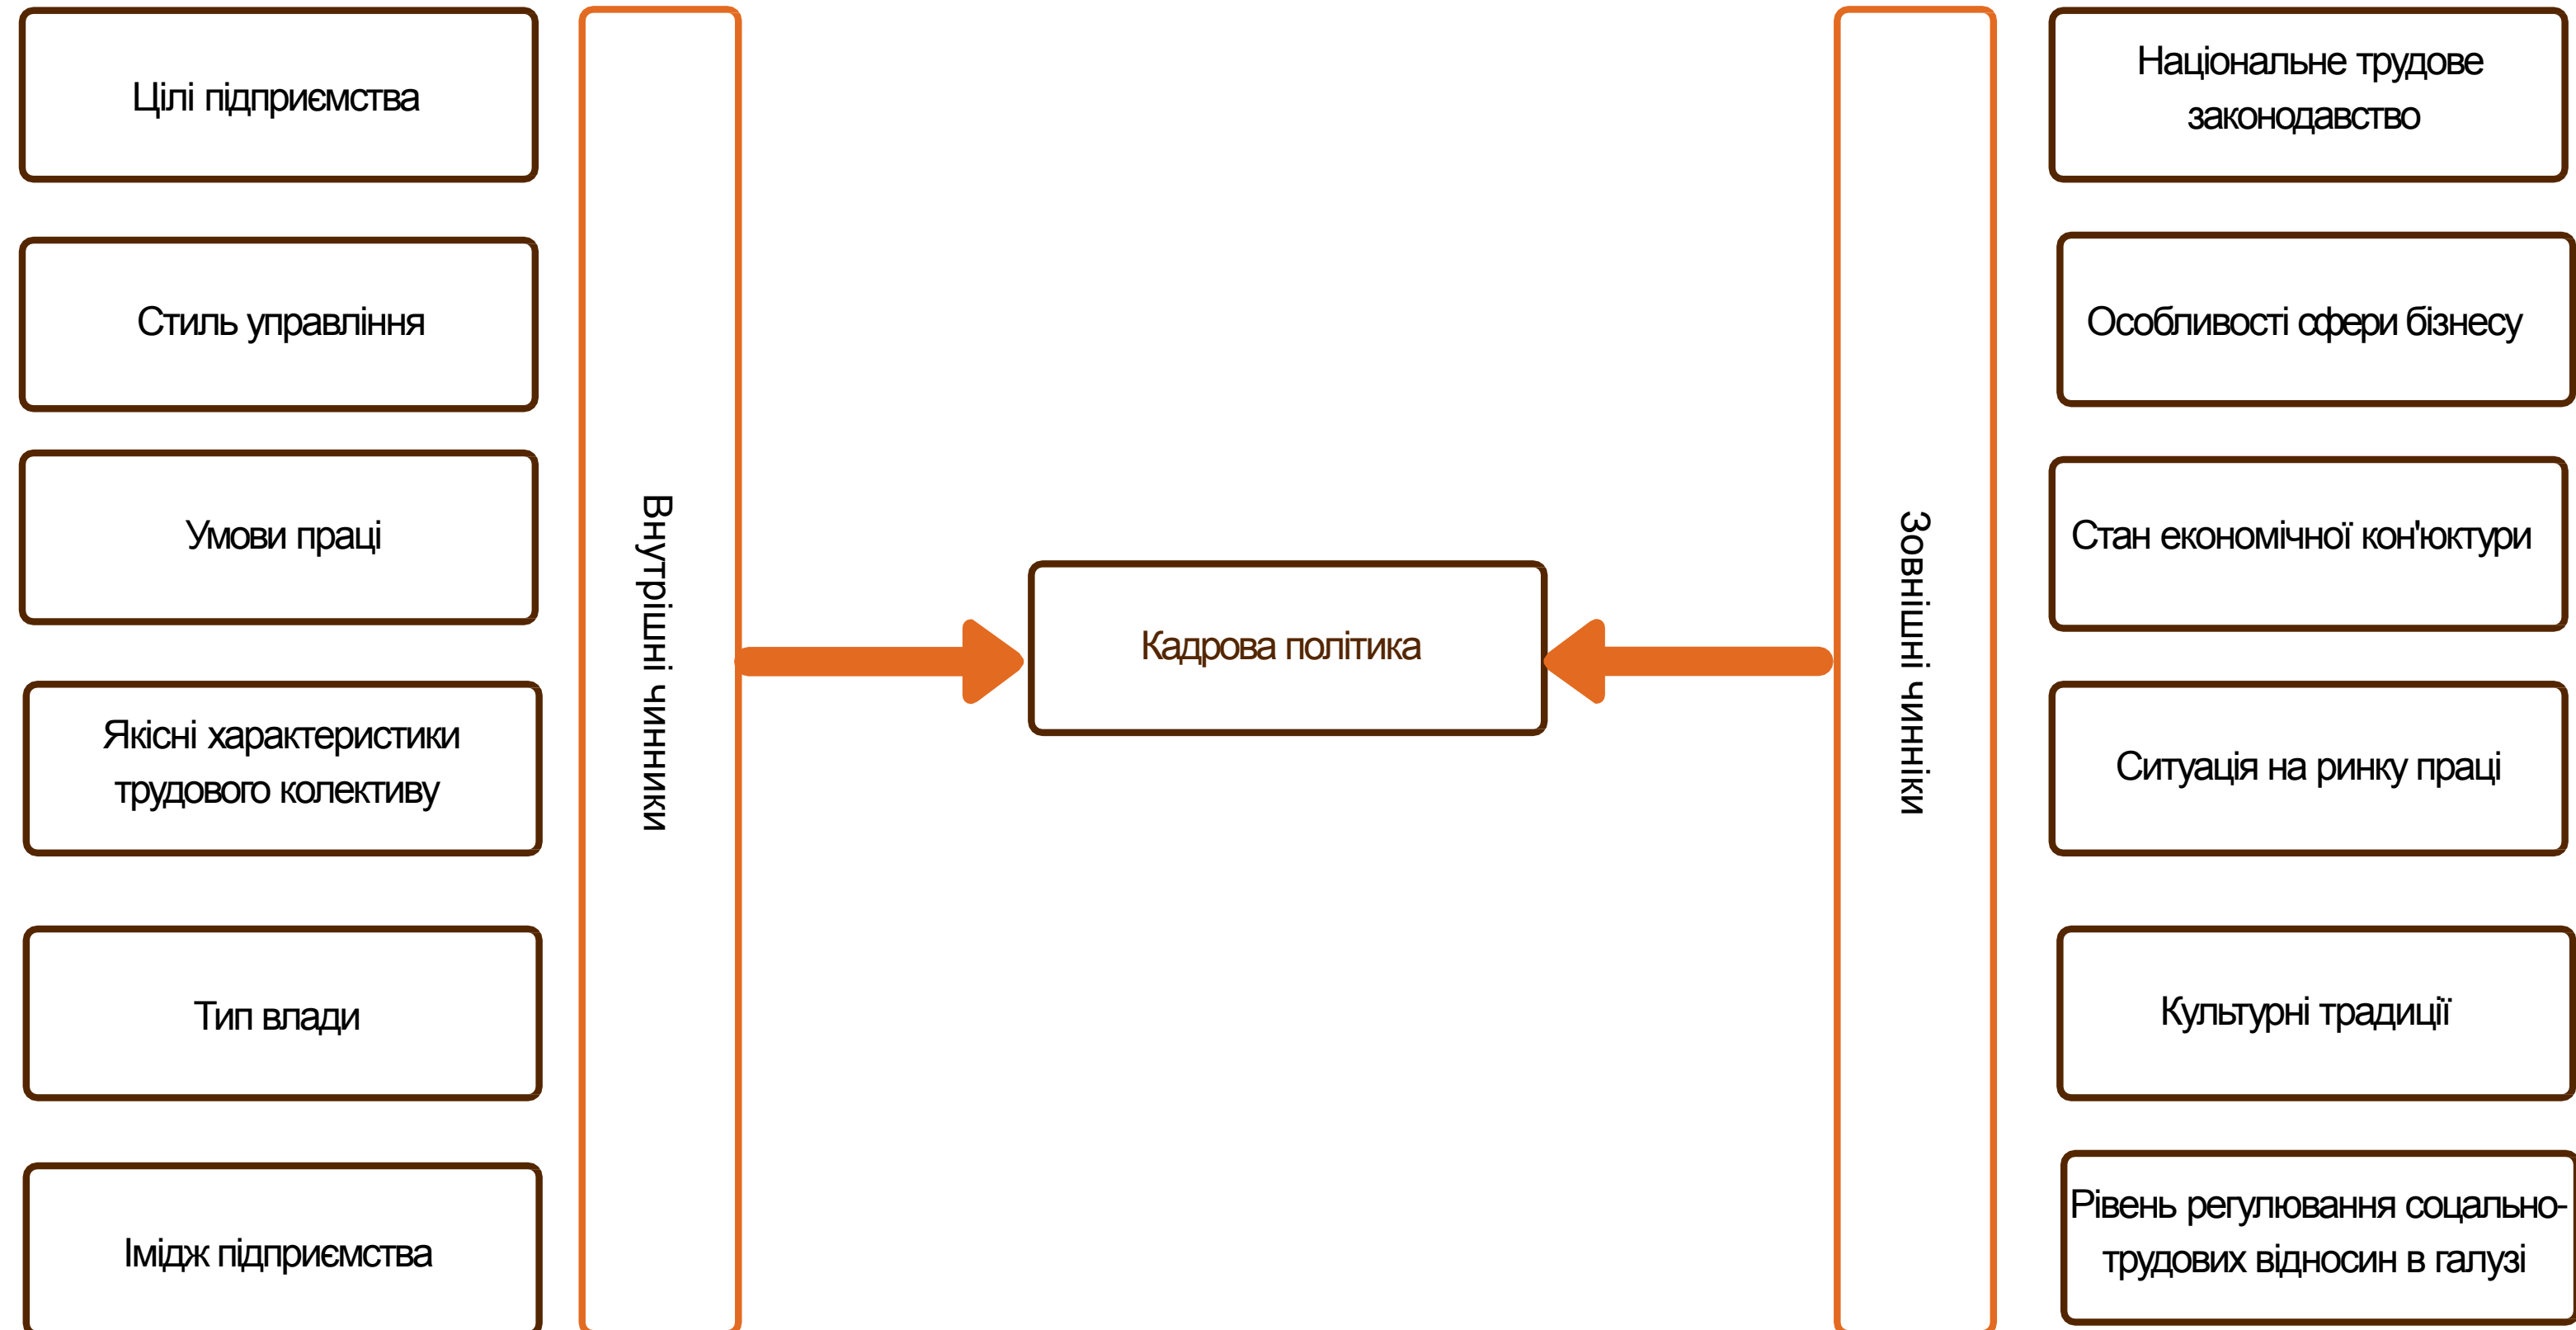 Цілі підприємства
Стиль управління
Умови праці
Якісні характеристики
трудового колективу
Тип влади
Імідж підприємства
Внутрішні чинники
Кадрова політика
Зовнішні чинніки
Національне трудове
законодавство
Особливості сфери бізнесу
Стан економічної кон'юктури
Ситуація на ринку праці
Культурні традиції
Рівень регулювання соцально-
трудових відносин в галузі